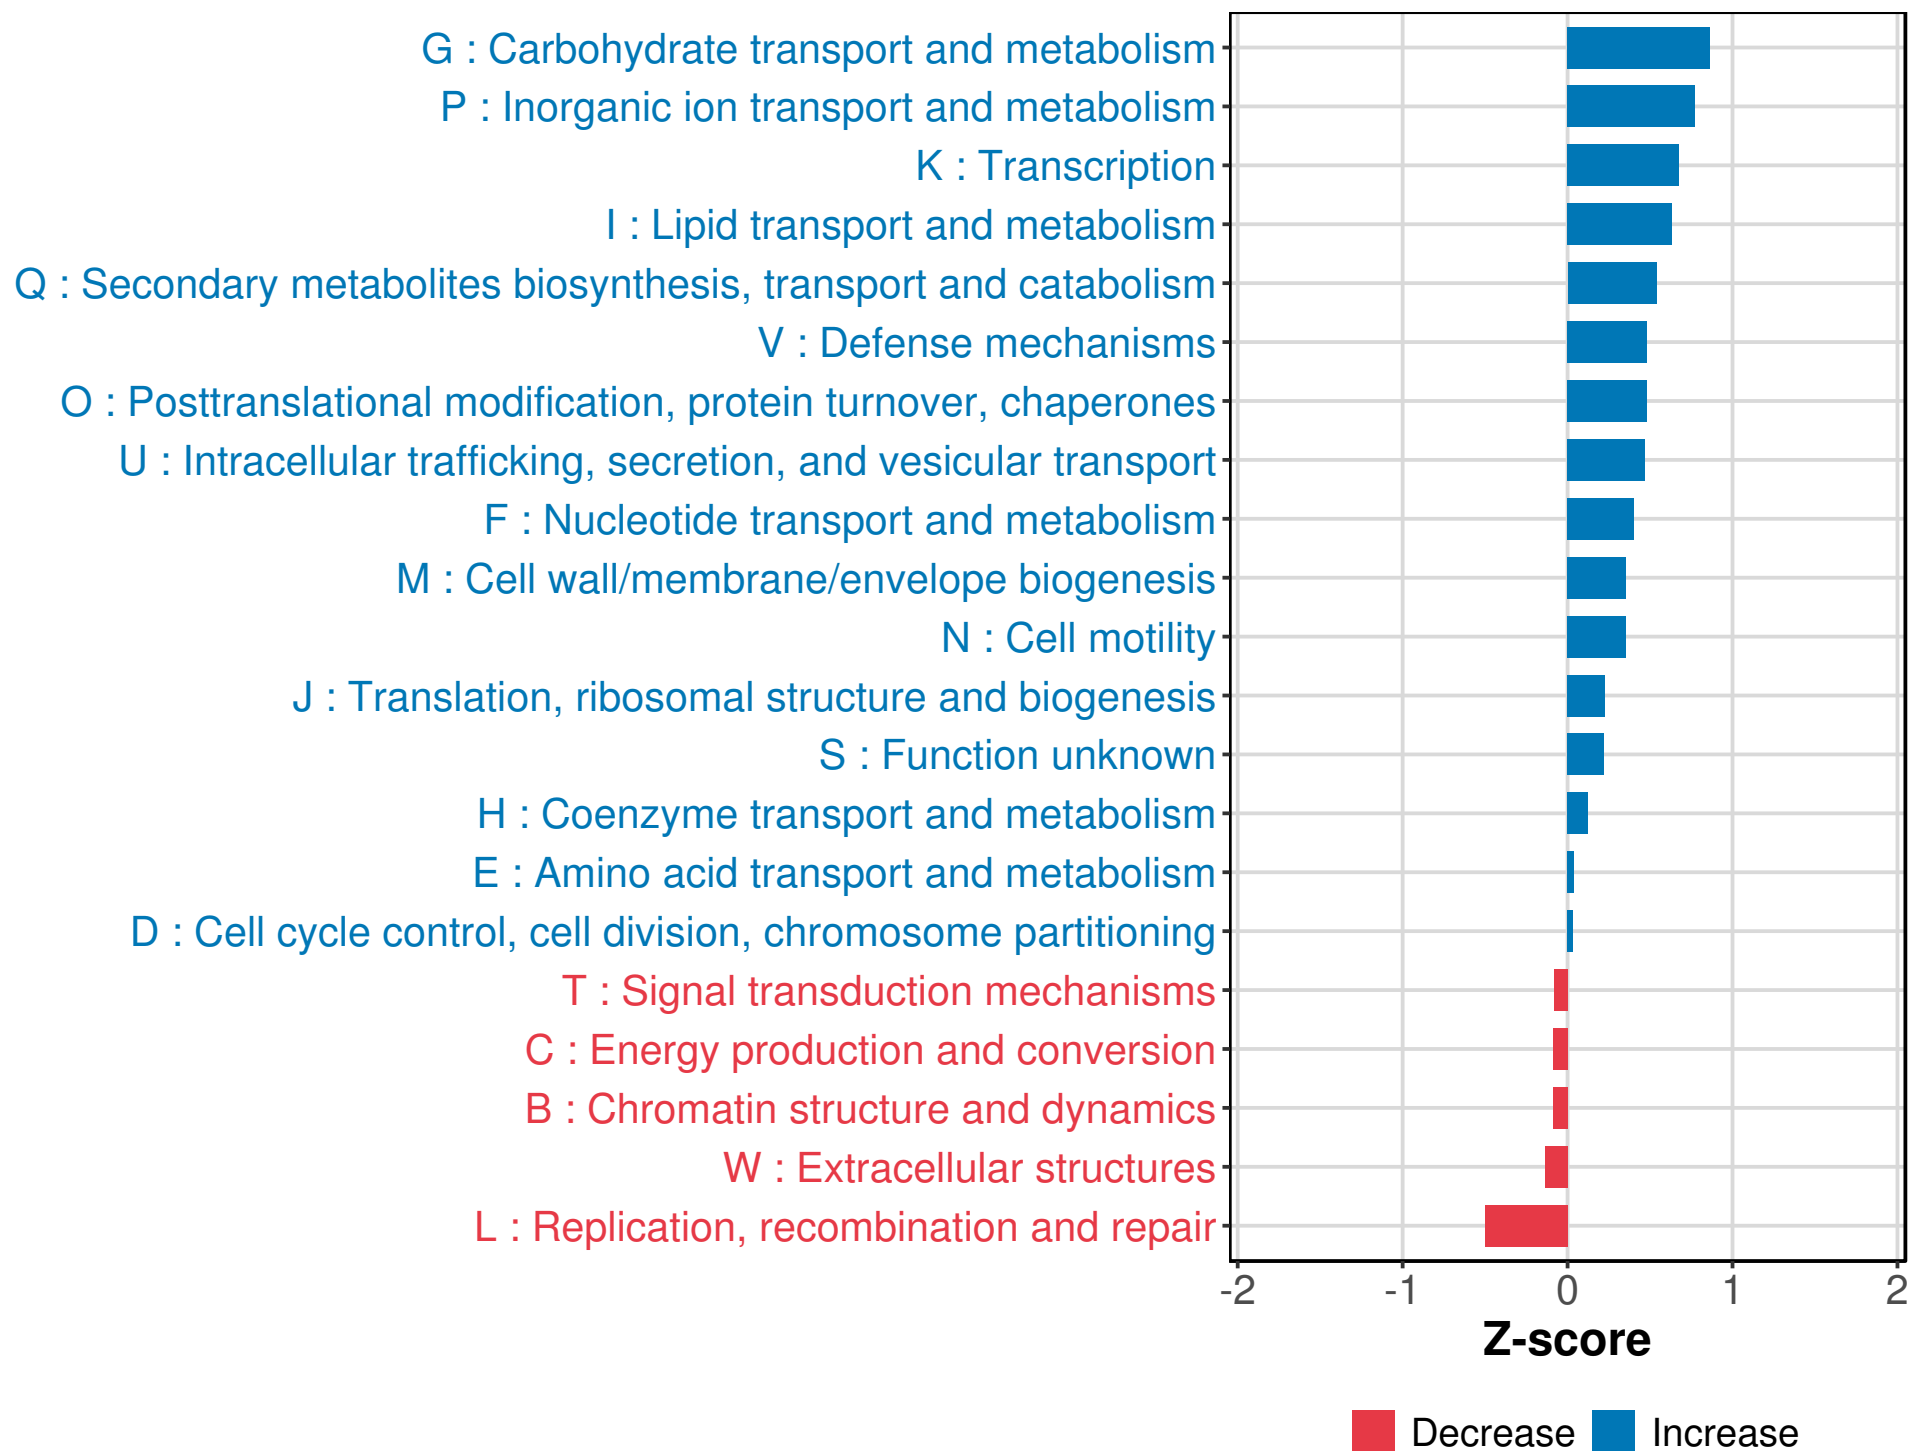 G : Carbohydrate transport and metabolism
P : Inorganic ion transport and metabolism
K : Transcription
I : Lipid transport and metabolism
Q : Secondary metabolites biosynthesis, transport and catabolism
V : Defense mechanisms
O : Posttranslational modification, protein turnover, chaperones
U : Intracellular trafficking, secretion, and vesicular transport
F : Nucleotide transport and metabolism
M : Cell wall/membrane/envelope biogenesis
N : Cell motility
J : Translation, ribosomal structure and biogenesis
S : Function unknown
H : Coenzyme transport and metabolism
E : Amino acid transport and metabolism
D : Cell cycle control, cell division, chromosome partitioning
T : Signal transduction mechanisms
C : Energy production and conversion
B : Chromatin structure and dynamics
W : Extracellular structures
L : Replication, recombination and repair
-2 -1 0 1 2
Z-score
Decrease Increase